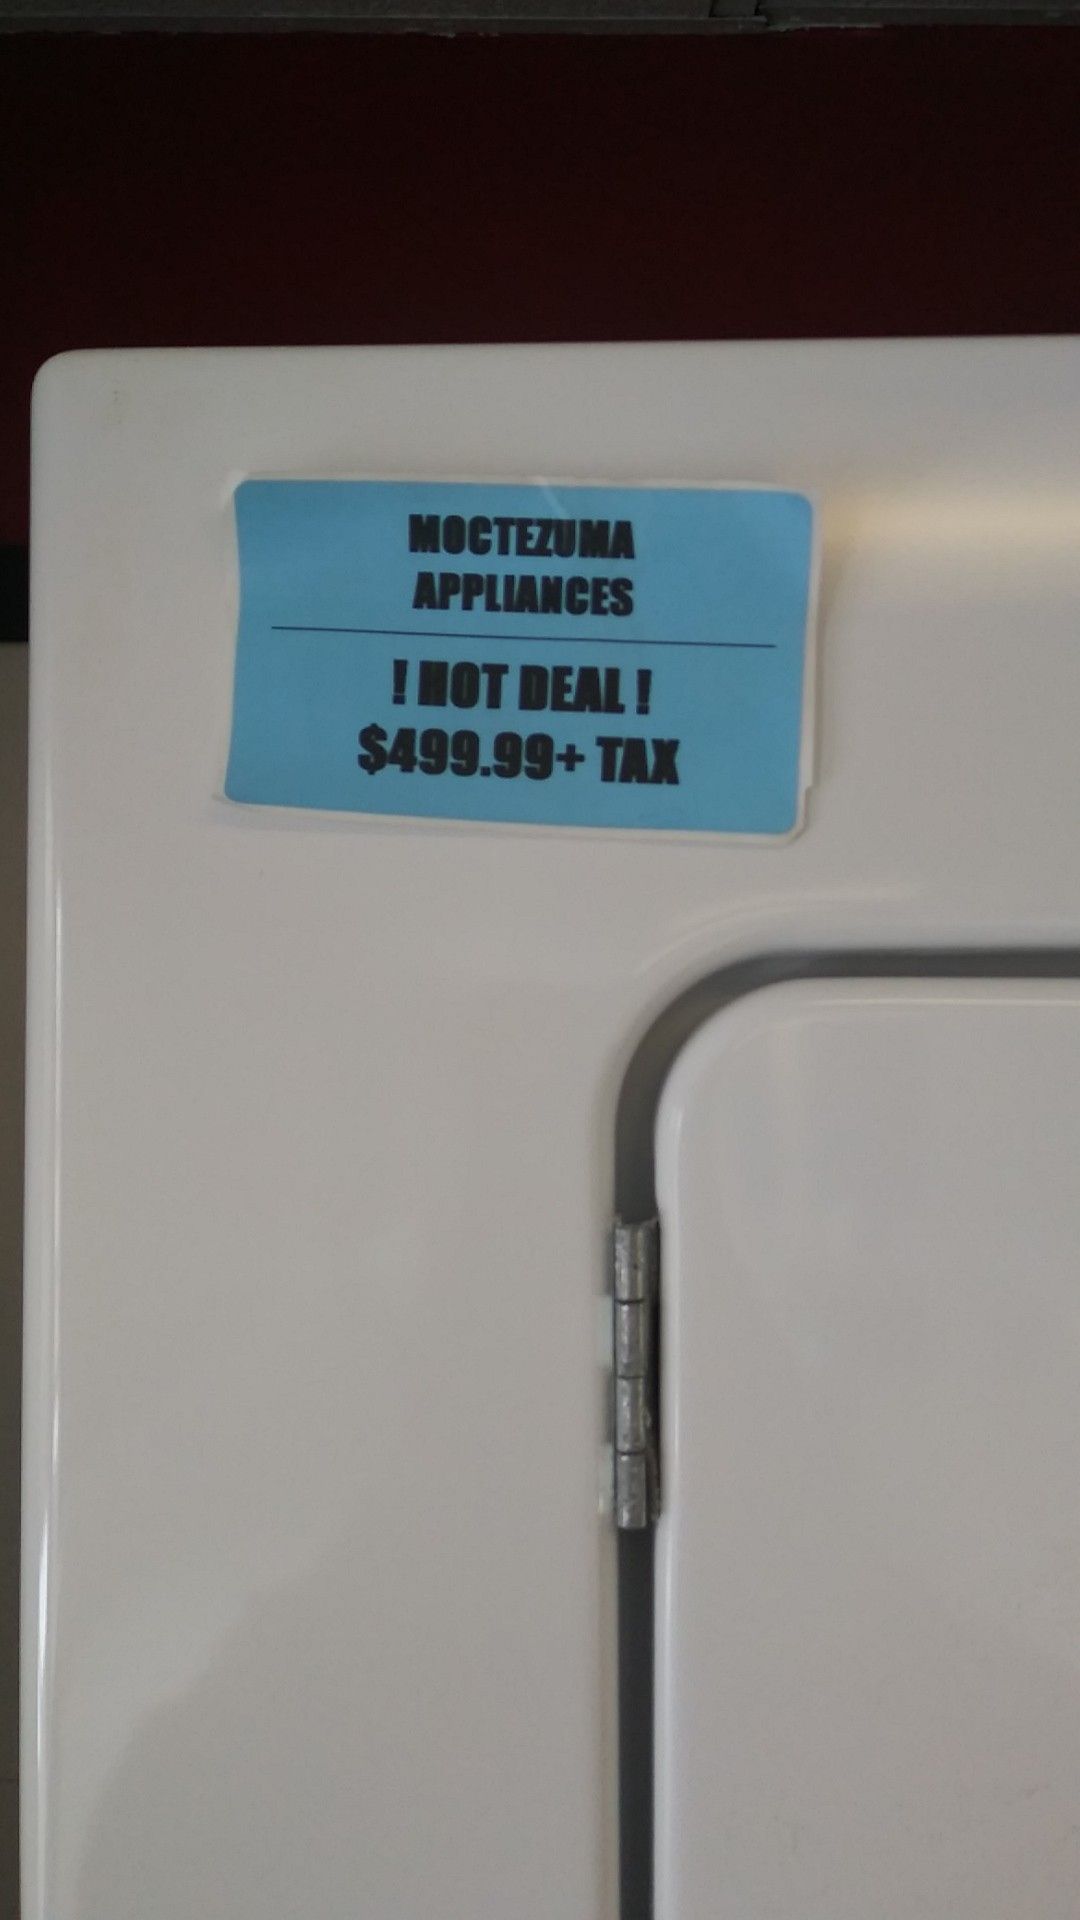 MOCTEZUMA
APPLIANCES
! HOT DEAL !
$499.99+ TAX